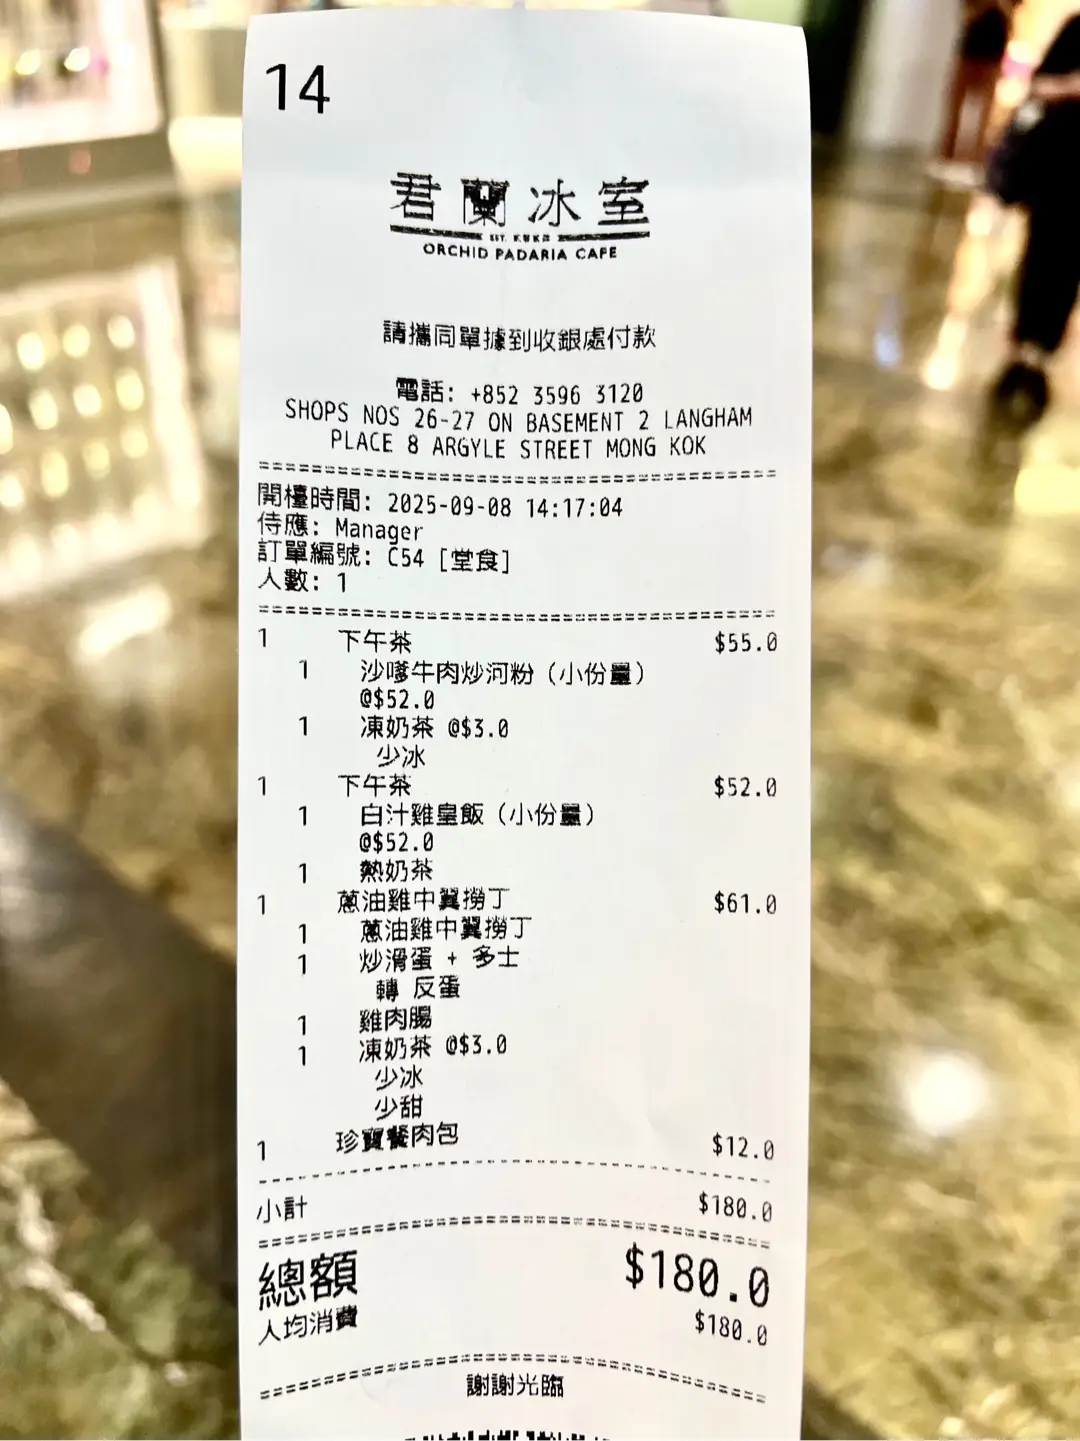 14
君蘭冰室
ORCHID PADARIA CAFE
請攜同單據到收銀處付款
電話: +852 3596 3120
SHOPS NOS 26-27 ON BASEMENT 2 LANGHAM
PLACE 8 ARGYLE STREET MONG KOK
開檯時間: 2025-09-08 14:17:04
侍應: Manager
訂單編號: C54 [堂食]
人數: 1
1 下午茶 $55.0
1 沙嗲牛肉炒河粉（小份量）
@$52.0
1 凍奶茶 @$3.0
少冰
1 下午茶 $52.0
1 白汁雞皇飯（小份量）
@$52.0
1 熱奶茶
1 蔥油雞中翼撈丁 $61.0
1 蔥油雞中翼撈丁
1 炒滑蛋 + 多士
轉 反蛋
1 雞肉腸
1 凍奶茶 @$3.0
少冰
少甜
1 珍寶餐肉包 $12.0
小計 $180.0
總額 $180.0
人均消費 $180.0
謝謝光臨